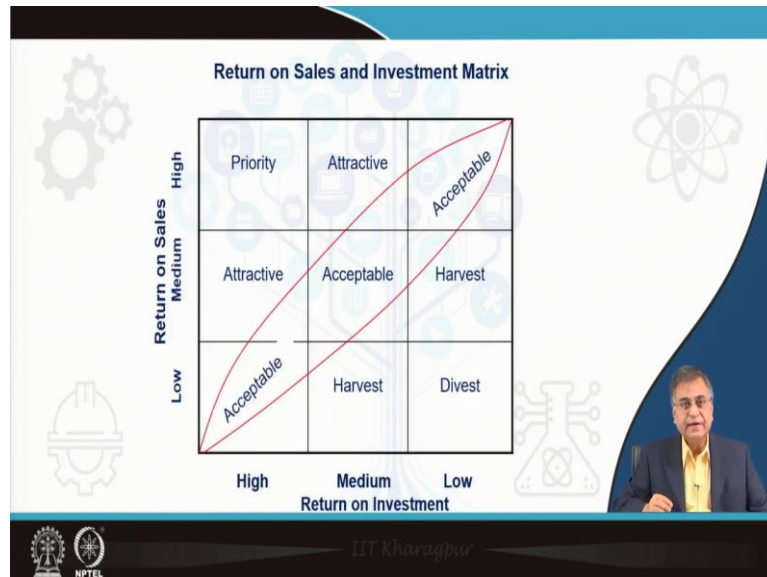 Return on Sales and Investment Matrix
Return on Sales
High
Priority
Attractive
Acceptable
Medium
Attractive
Acceptable
Harvest
Low
Acceptable
Harvest
Divest
High
Medium
Low
Return on Investment
IIT Kharagpur
NPTEL